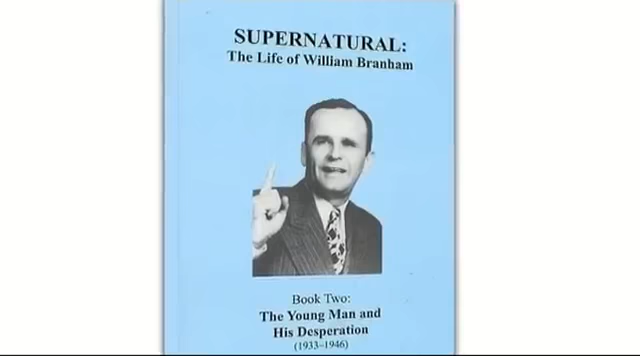 SUPERNATURAL:
The Life of William Branham
Book Two:
The Young Man and
His Desperation
(1933–1946)